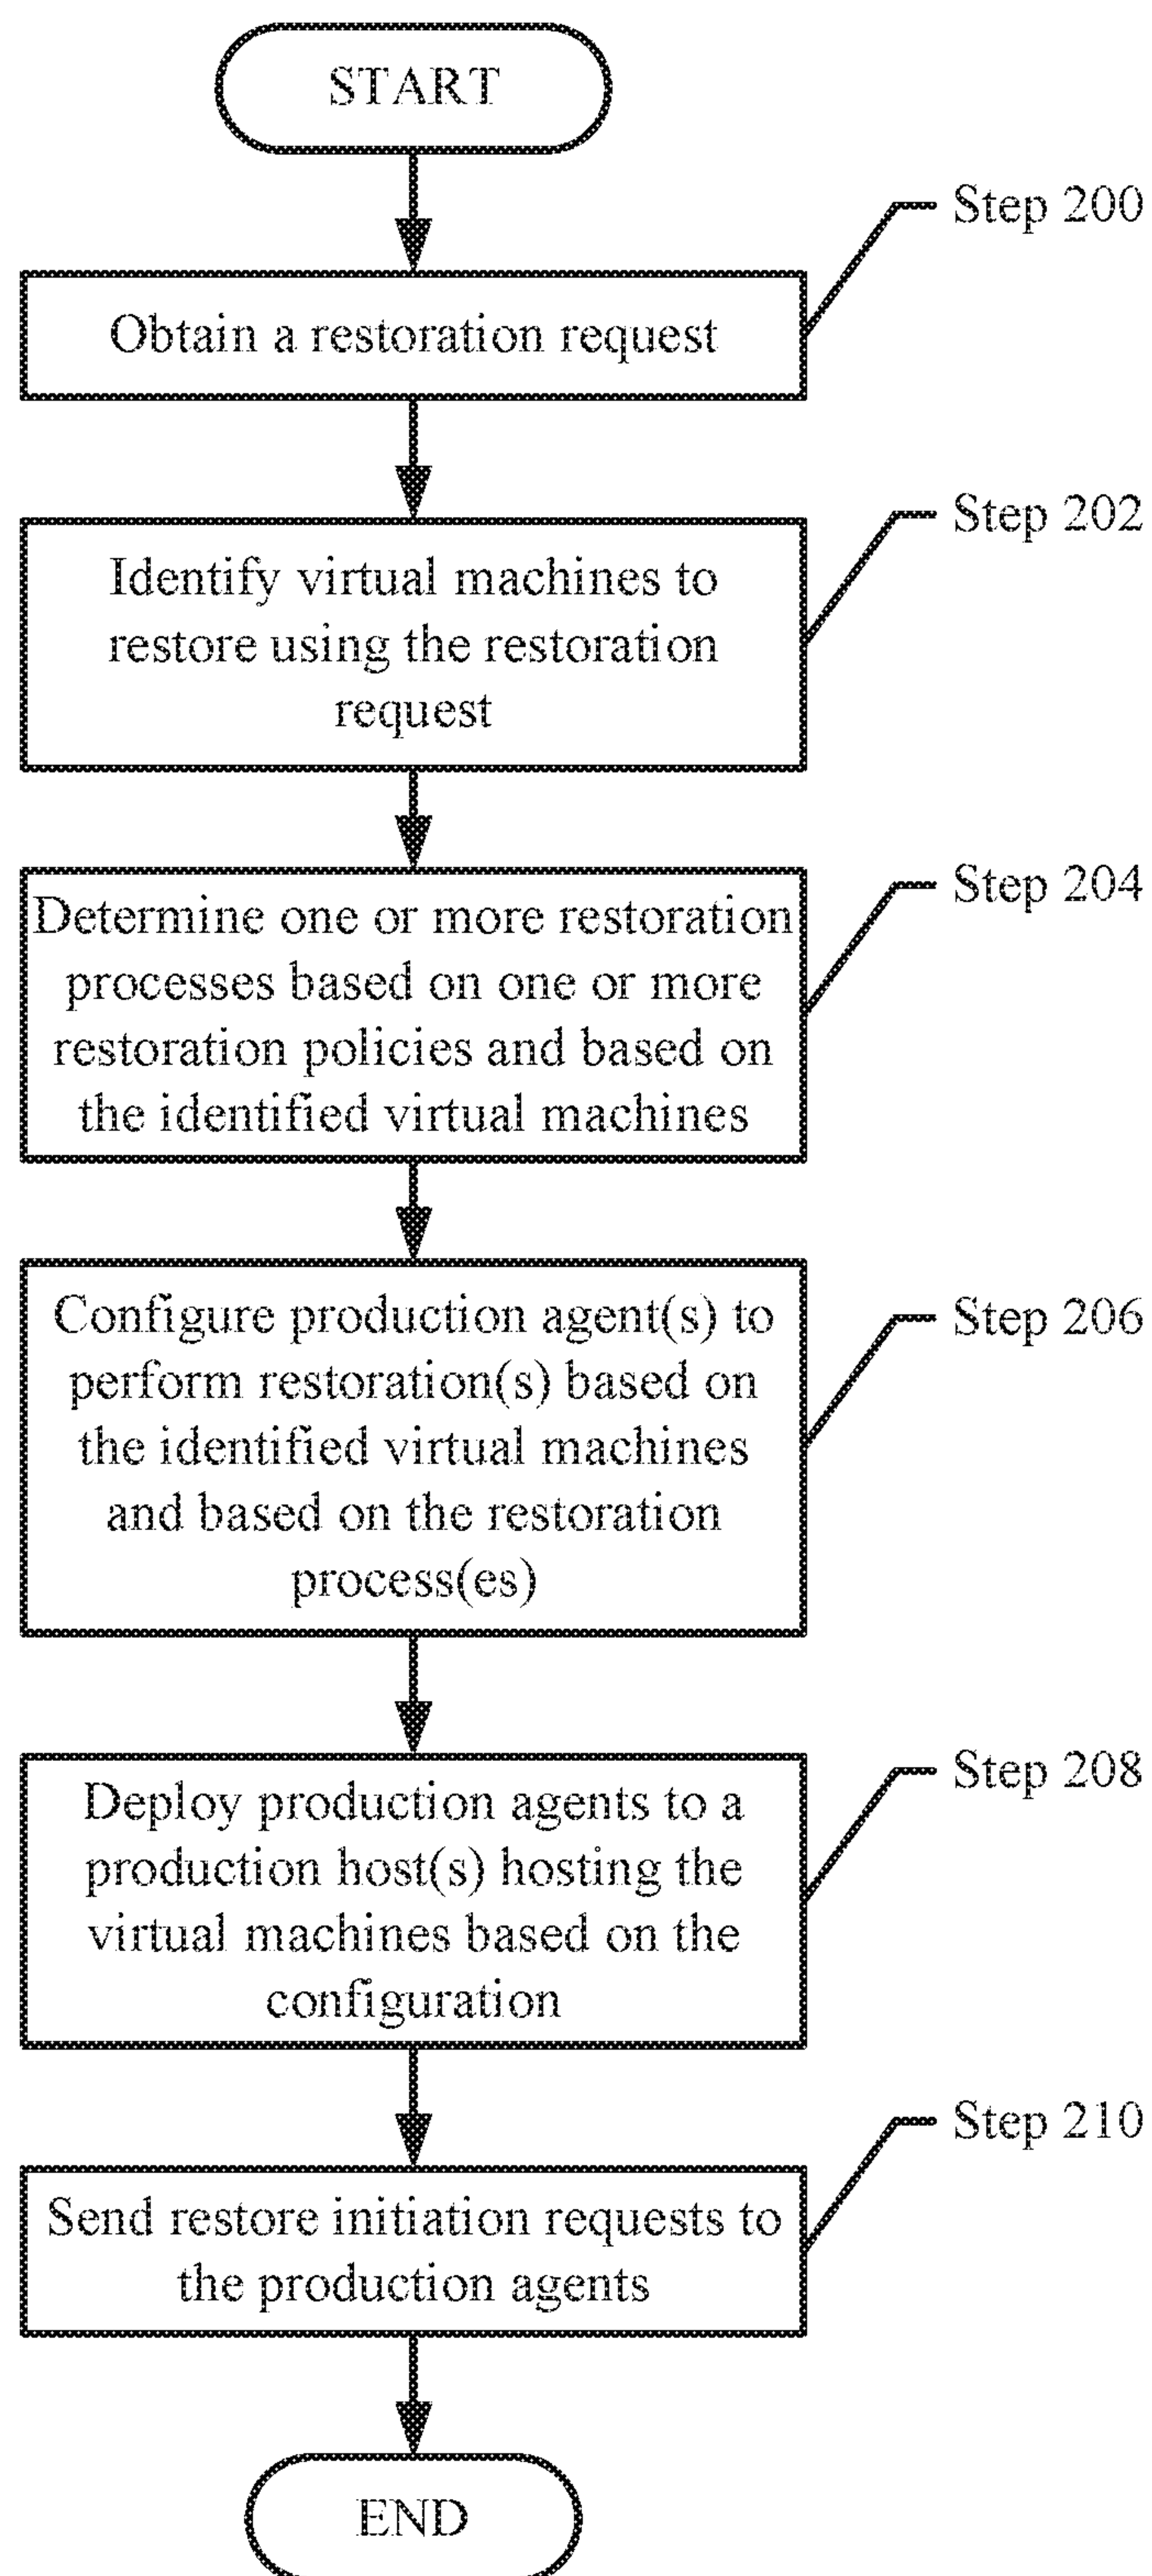 START
Step 200
Obtain a restoration request
Step 202
Identify virtual machines to
restore using the restoration
request
Step 204
Determine one or more restoration
processes based on one or more
restoration policies and based on
the identified virtual machines
Step 206
Configure production agent(s) to
perform restoration(s) based on
the identified virtual machines
and based on the restoration
process(es)
Step 208
Deploy production agents to a
production host(s) hosting the
virtual machines based on the
configuration
Step 210
Send restore initiation requests to
the production agents
END